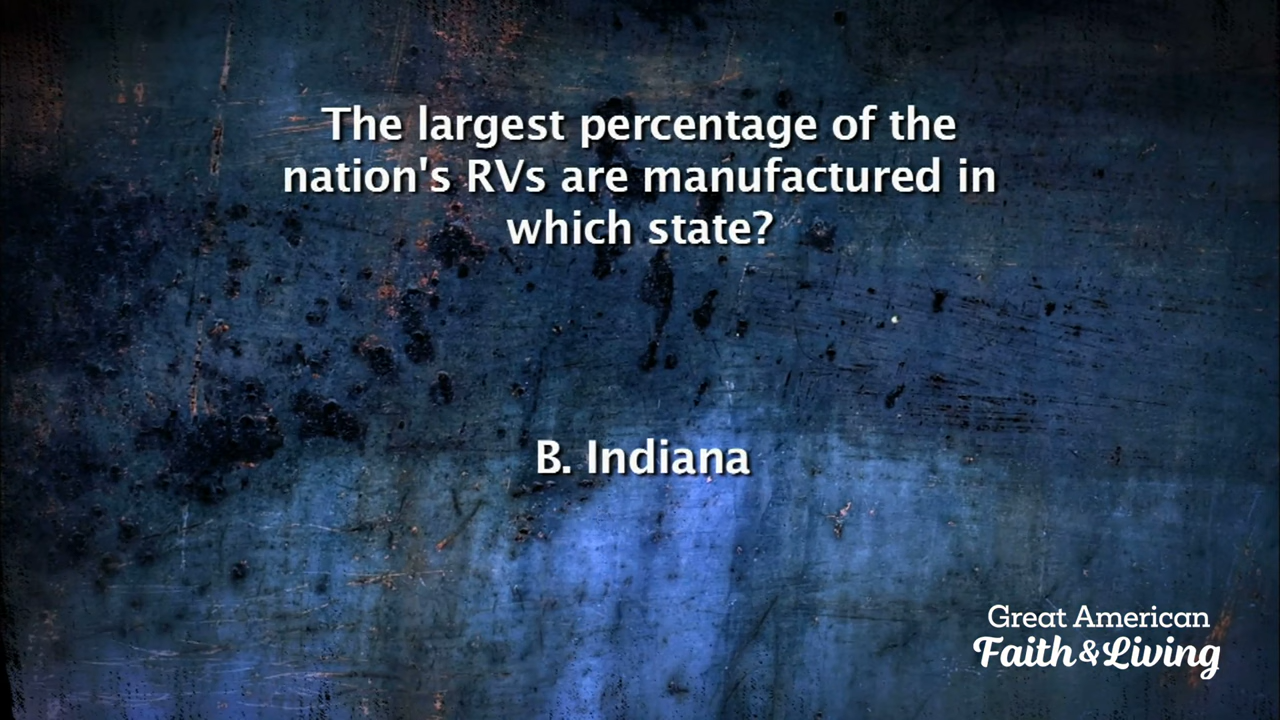 The largest percentage of the
nation's RVs are manufactured in
which state?
B. Indiana
Great American
Faith & Living